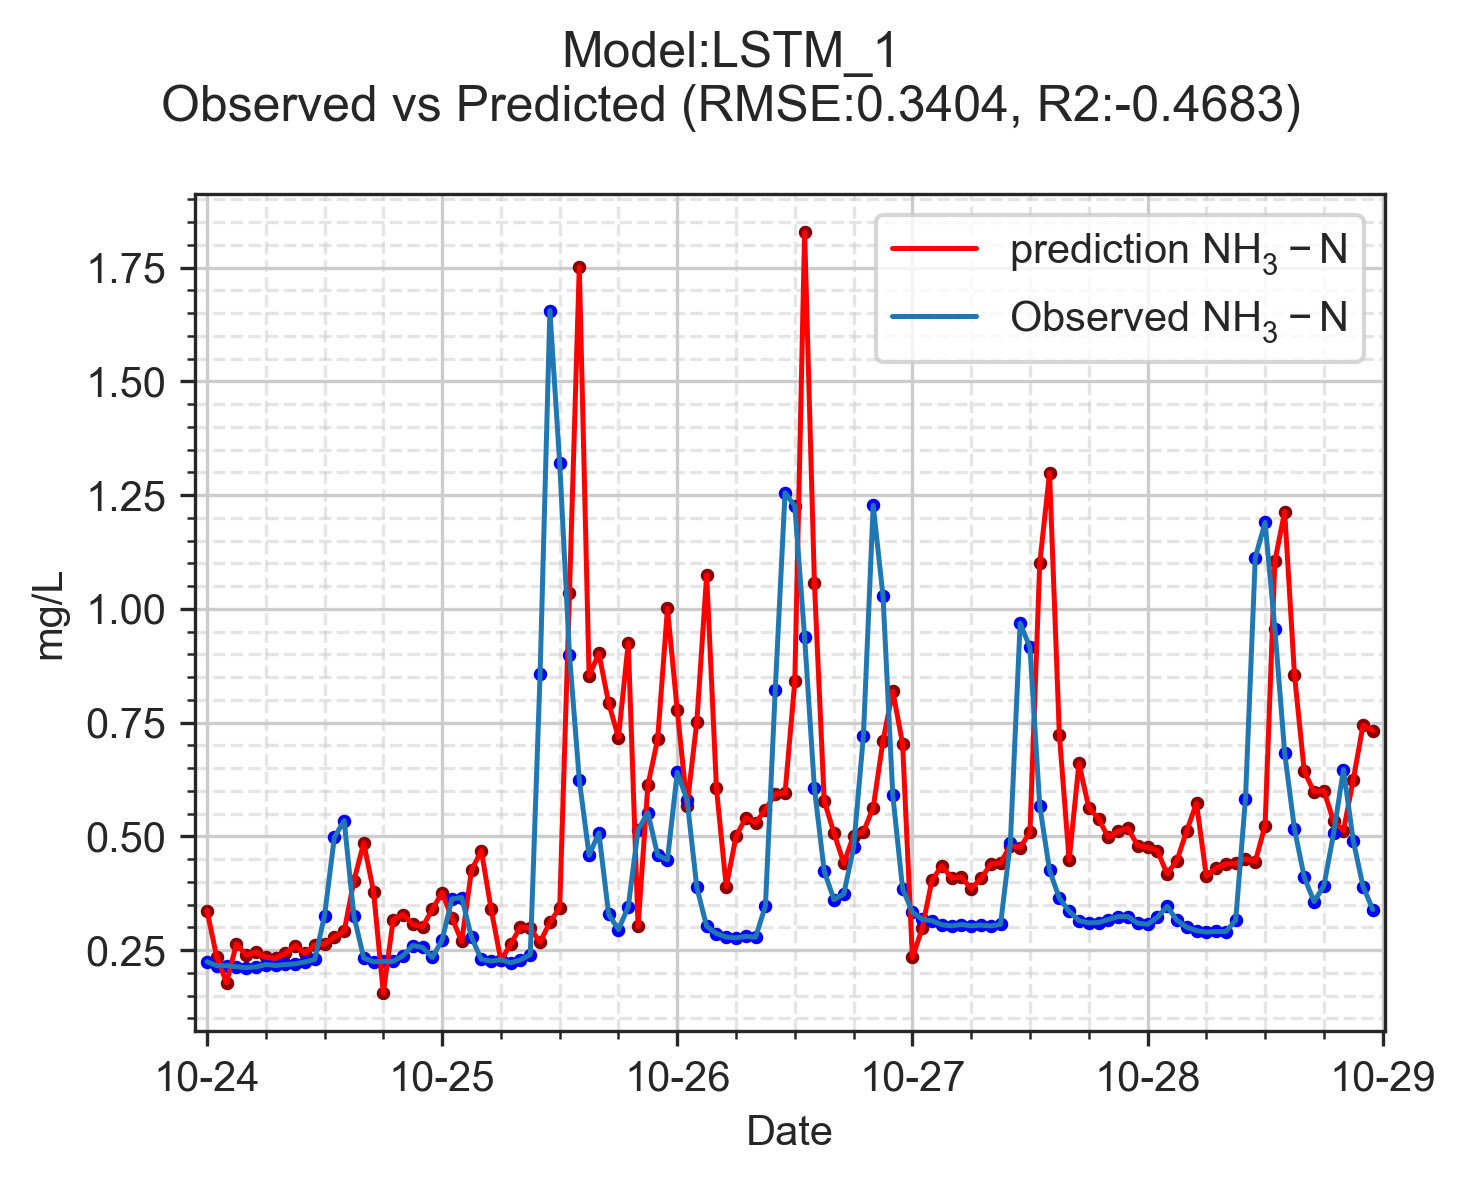 Model:LSTM_1
Observed vs Predicted (RMSE:0.3404, R2:-0.4683)
prediction NH₃ − N
Observed NH₃ − N
1.75
1.50
1.25
1.00
0.75
0.50
0.25
mg/L
10-24 10-25 10-26 10-27 10-28 10-29
Date